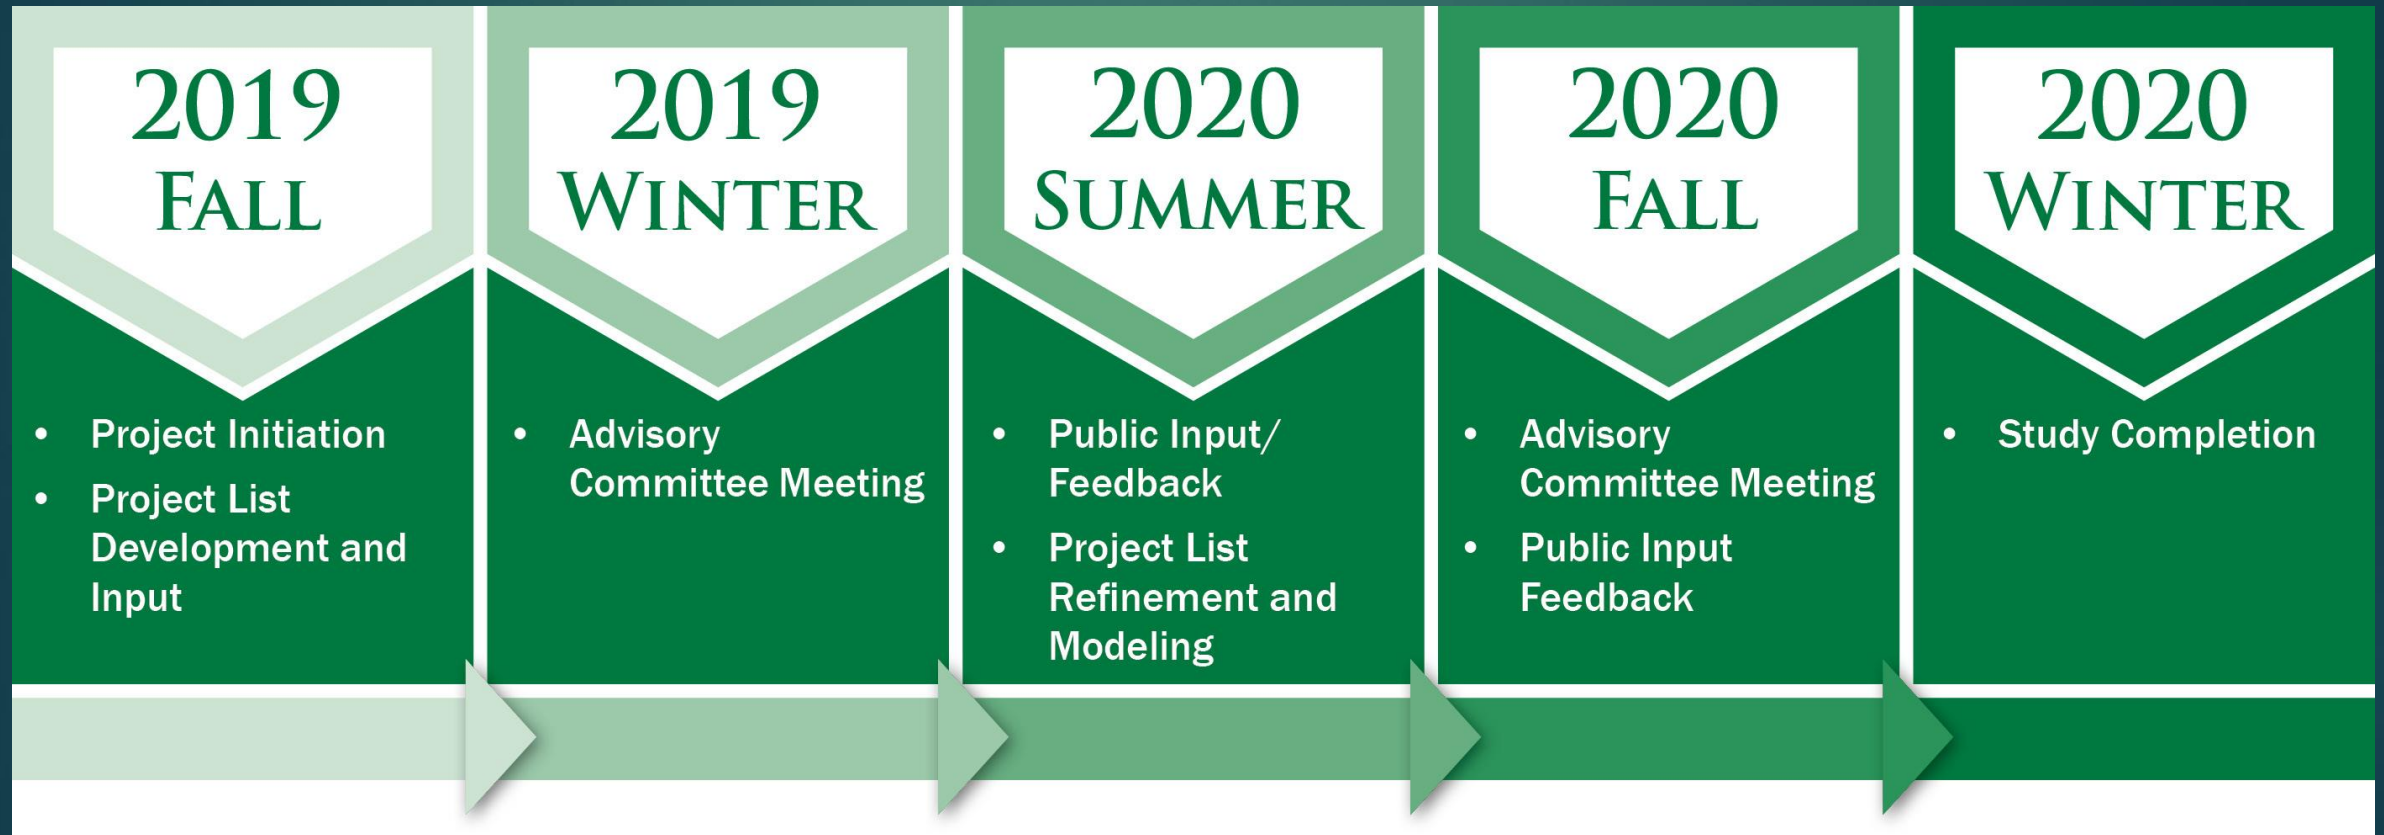 2019
FALL
• Project Initiation
• Project List
Development and
Input
2019
WINTER
• Advisory
Committee Meeting
2020
SUMMER
• Public Input/
Feedback
• Project List
Refinement and
Modeling
2020
FALL
• Advisory
Committee Meeting
• Public Input
Feedback
2020
WINTER
• Study Completion